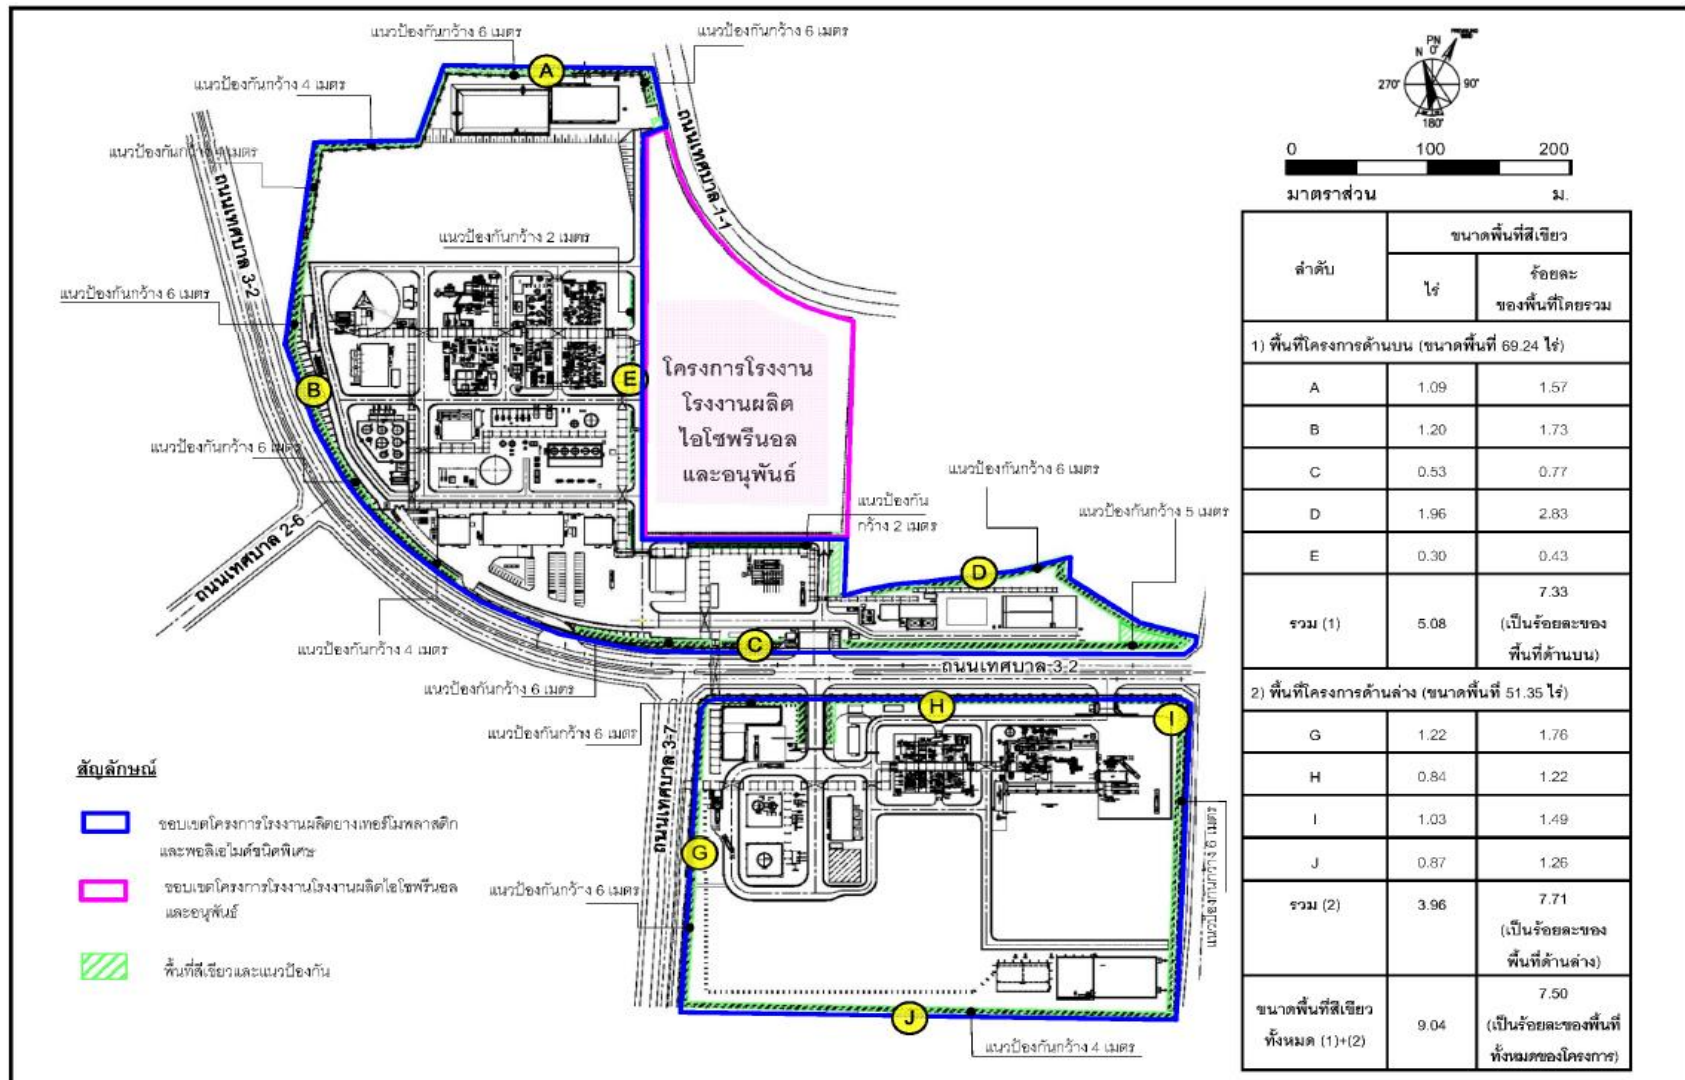 แนวป้องกันกว้าง 6 เมตร
แนวป้องกันกว้าง 6 เมตร
A
แนวป้องกันกว้าง 4 เมตร
ถนนเทศบาล 1-1
เมตร
ถนนเทศบาล 3-2
แนวป้องกันกว้าง 2 เมตร
แนวป้องกันกว้าง 6 เมตร
B
E
โครงการโรงงาน
โรงงานผลิต
ไอโซพรีนอล
และอนุพันธ์
แนวป้องกันกว้าง 6 เมตร
แนวป้องกันกว้าง 6 เมตร
แนวป้องกัน
กว้าง 2 เมตร
แนวป้องกันกว้าง 5 เมตร
ถนนเทศบาล 2-6
D
แนวป้องกันกว้าง 4 เมตร
C
ถนนเทศบาล 3-2
แนวป้องกันกว้าง 6 เมตร
H
I
แนวป้องกันกว้าง 6 เมตร
ถนนเทศบาล 3-7
G
แนวป้องกันกว้าง 6 เมตร
แนวป้องกันกว้าง 6 เมตร
J
แนวป้องกันกว้าง 4 เมตร
สัญลักษณ์
ขอบเขตโครงการโรงงานผลิตยางเทอร์โมพลาสติก
และพอลิเอไมด์ชนิดพิเศษ
ขอบเขตโครงการโรงงานโรงงานผลิตไอโซพรีนอล
และอนุพันธ์
พื้นที่สีเขียวและแนวป้องกัน
PN
N 0°
270° 90°
180°
0 100 200
มาตราส่วน ม.
ลำดับ ขนาดพื้นที่สีเขียว
ไร่ ร้อยละ
ของพื้นที่โดยรวม
1) พื้นที่โครงการด้านบน (ขนาดพื้นที่ 69.24 ไร่)
A 1.09 1.57
B 1.20 1.73
C 0.53 0.77
D 1.96 2.83
E 0.30 0.43
รวม (1) 5.08 7.33
(เป็นร้อยละของ
พื้นที่ด้านบน)
2) พื้นที่โครงการด้านล่าง (ขนาดพื้นที่ 51.35 ไร่)
G 1.22 1.76
H 0.84 1.22
I 1.03 1.49
J 0.87 1.26
รวม (2) 3.96 7.71
(เป็นร้อยละของ
พื้นที่ด้านล่าง)
ขนาดพื้นที่สีเขียว
ทั้งหมด (1)+(2) 9.04 7.50
(เป็นร้อยละของพื้นที่
ทั้งหมดของโครงการ)